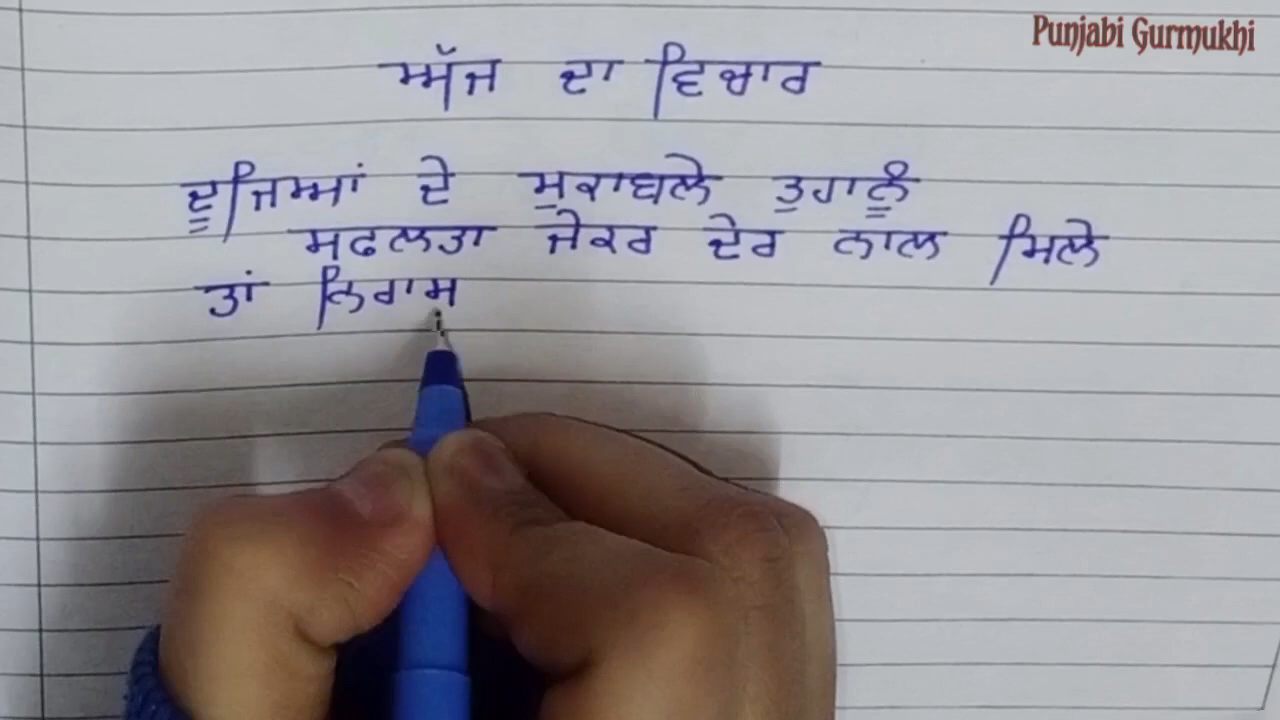 Punjabi Gurmukhi
ਅੱਜ ਦਾ ਵਿਚਾਰ
ਦੂਜਿਆਂ ਦੇ ਮੁਕਾਬਲੇ ਤੁਹਾਨੂੰ
ਸਫਲਤਾ ਜੇਕਰ ਦੇਰ ਨਾਲ ਮਿਲੇ
ਤਾਂ ਨਿਰਾਸ